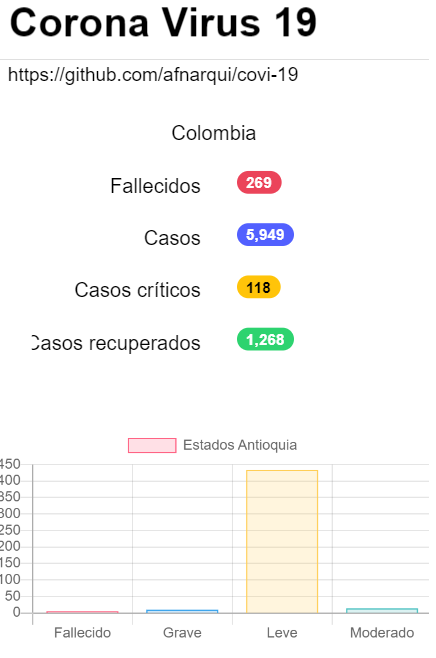 Corona Virus 19
https://github.com/afnarqui/covi-19
Colombia
Fallecidos 269
Casos 5,949
Casos críticos 118
Casos recuperados 1,268
Estados Antioquia
450
400
350
300
250
200
150
100
50
0
Fallecido Grave Leve Moderado